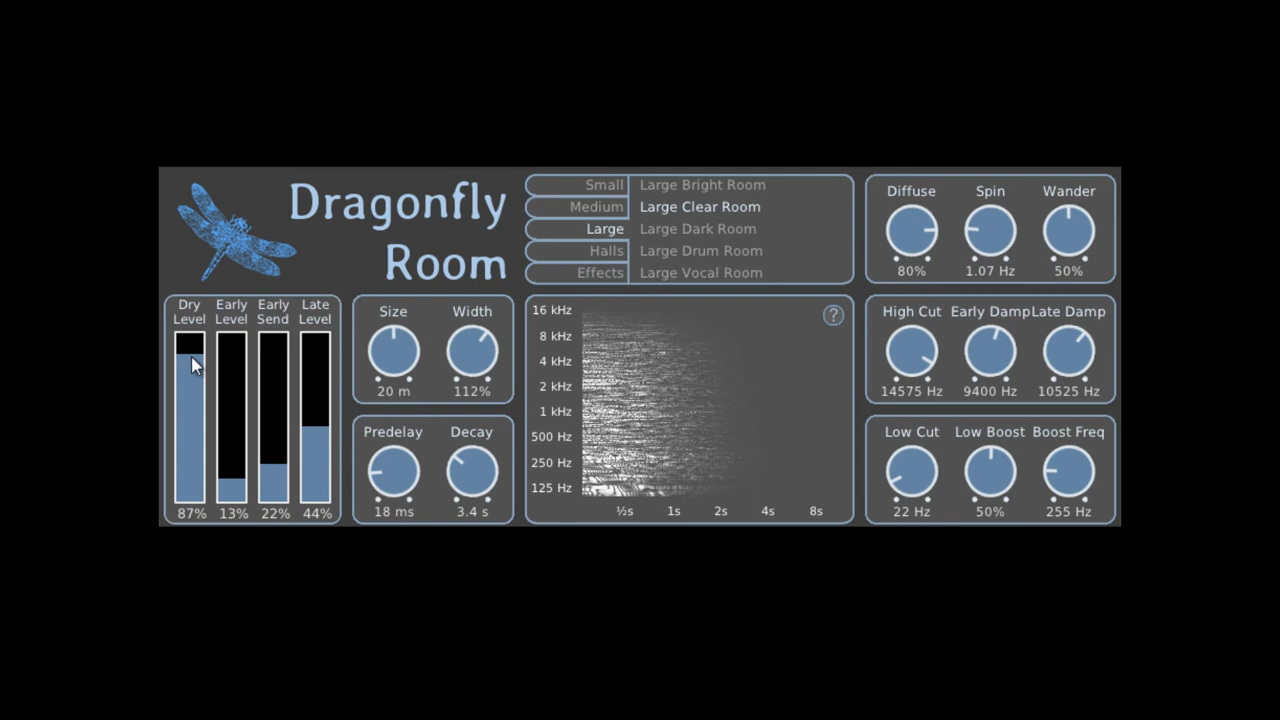 Dragonfly
Room
Small
Medium
Large
Halls
Effects
Large Bright Room
Large Clear Room
Large Dark Room
Large Drum Room
Large Vocal Room
Diffuse Spin Wander
80% 1.07 Hz 50%
Dry Level
Early Level
Early Send
Late Level
87% 13% 22% 44%
Size Width
20 m 112%
Predelay Decay
18 ms 3.4 s
16 kHz
8 kHz
4 kHz
2 kHz
1 kHz
500 Hz
250 Hz
125 Hz
½s 1s 2s 4s 8s
?
High Cut Early Damp Late Damp
14575 Hz 9400 Hz 10525 Hz
Low Cut Low Boost Boost Freq
22 Hz 50% 255 Hz